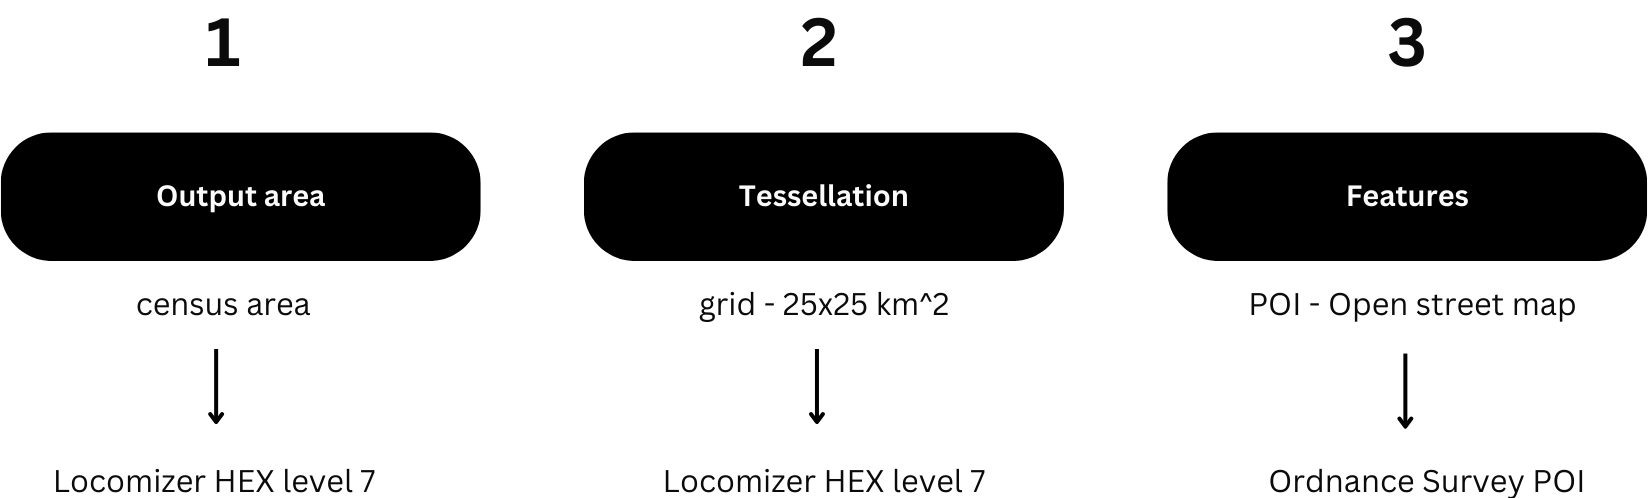 1
2
3
Output area
Tessellation
Features
census area
grid - 25x25 km^2
POI - Open street map
Locomizer HEX level 7
Locomizer HEX level 7
Ordnance Survey POI